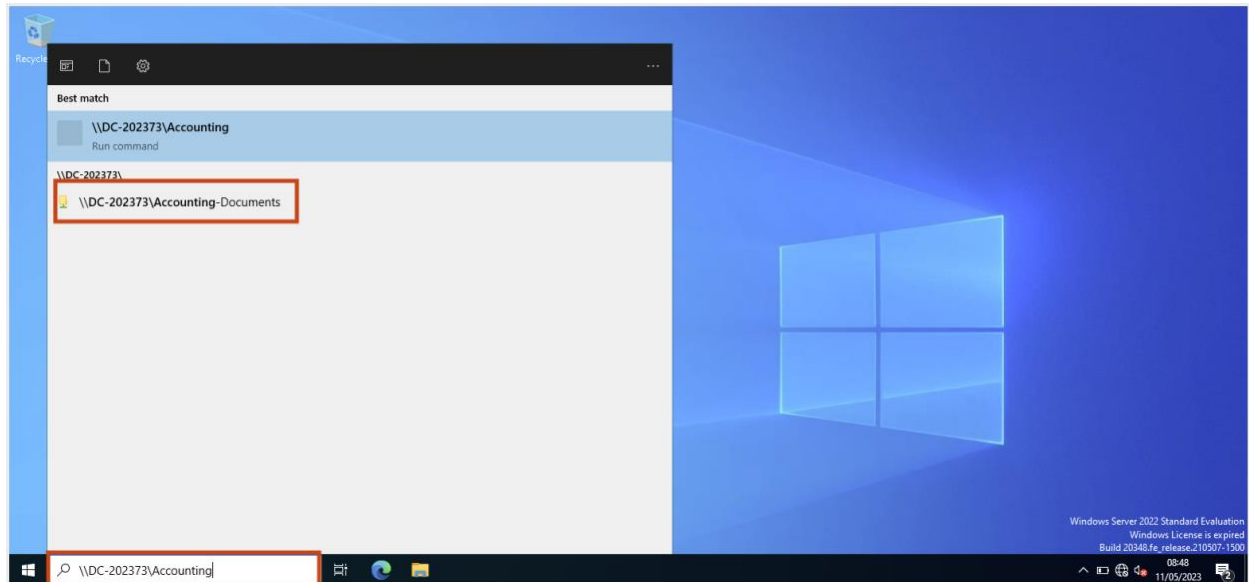 Recycle
Best match
\\DC-202373\Accounting
Run command
\\DC-202373\
\\DC-202373\Accounting-Documents
Windows Server 2022 Standard Evaluation
Windows License is expired
Build 20348.fe_release.210507-1500
\\DC-202373\Accounting
08:48
11/05/2023
2